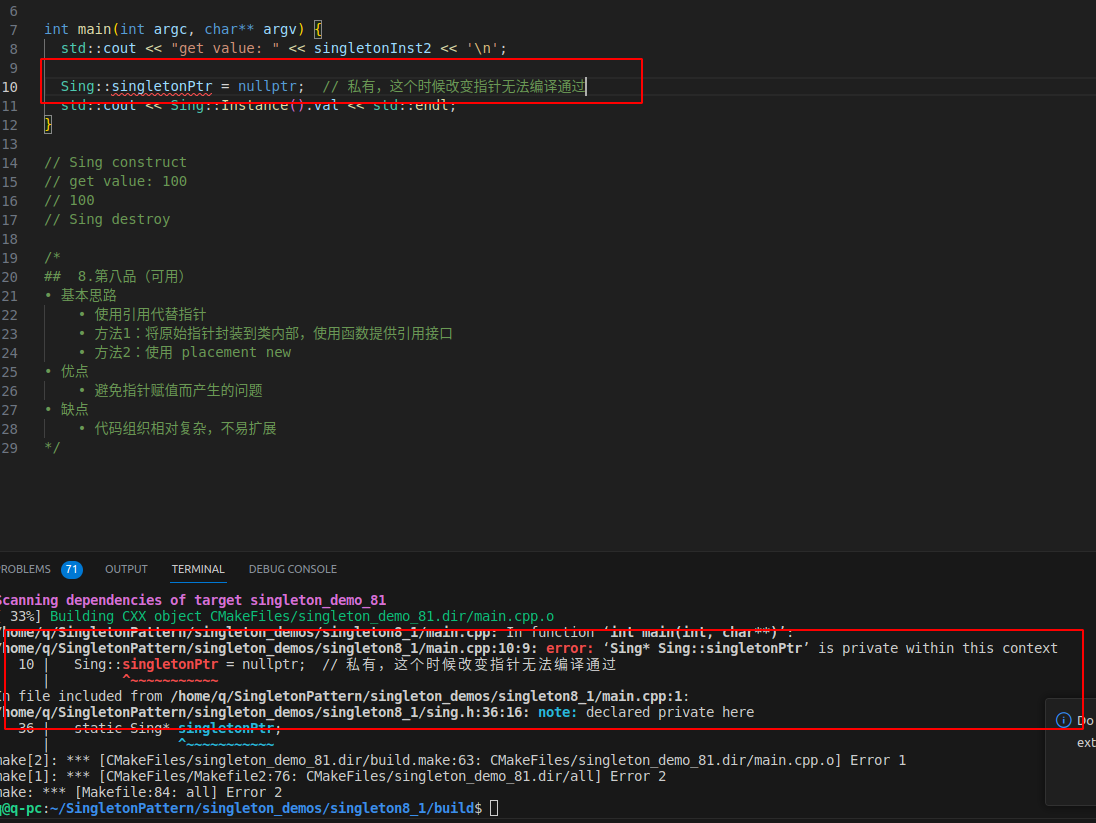 6
7 int main(int argc, char** argv) {
8 std::cout << "get value: " << singletonInst2 << '\n';
9
10 Sing::singletonPtr = nullptr; // 私有，这个时候改变指针无法编译通过
11 std::cout << Sing::Instance().val << std::endl;
12 }
13
14 // Sing construct
15 // get value: 100
16 // 100
17 // Sing destroy
18
19 /*
20 ## 8.第八品（可用）
21 • 基本思路
22 • 使用引用代替指针
23 • 方法1：将原始指针封装到类内部，使用函数提供引用接口
24 • 方法2：使用 placement new
25 • 优点
26 • 避免指针赋值而产生的问题
27 • 缺点
28 • 代码组织相对复杂，不易扩展
29 */
ROBLEMS 71 OUTPUT TERMINAL DEBUG CONSOLE
Scanning dependencies of target singleton_demo_81
33%] Building CXX object CMakeFiles/singleton_demo_81.dir/main.cpp.o
/home/q/SingletonPattern/singleton_demos/singleton8_1/main.cpp: In function ‘int main(int, char**)’:
/home/q/SingletonPattern/singleton_demos/singleton8_1/main.cpp:10:9: error: ‘Sing* Sing::singletonPtr’ is private within this context
10 | Sing::singletonPtr = nullptr; // 私有，这个时候改变指针无法编译通过
| ^~~~~~~~~~~~
In file included from /home/q/SingletonPattern/singleton_demos/singleton8_1/main.cpp:1:
/home/q/SingletonPattern/singleton_demos/singleton8_1/sing.h:36:16: note: declared private here
36 | static Sing* singletonPtr;
| ^~~~~~~~~~~~
make[2]: *** [CMakeFiles/singleton_demo_81.dir/build.make:63: CMakeFiles/singleton_demo_81.dir/main.cpp.o] Error 1
make[1]: *** [CMakeFiles/Makefile2:76: CMakeFiles/singleton_demo_81.dir/all] Error 2
make: *** [Makefile:84: all] Error 2
q@q-pc:~/SingletonPattern/singleton_demos/singleton8_1/build$
Do
ext